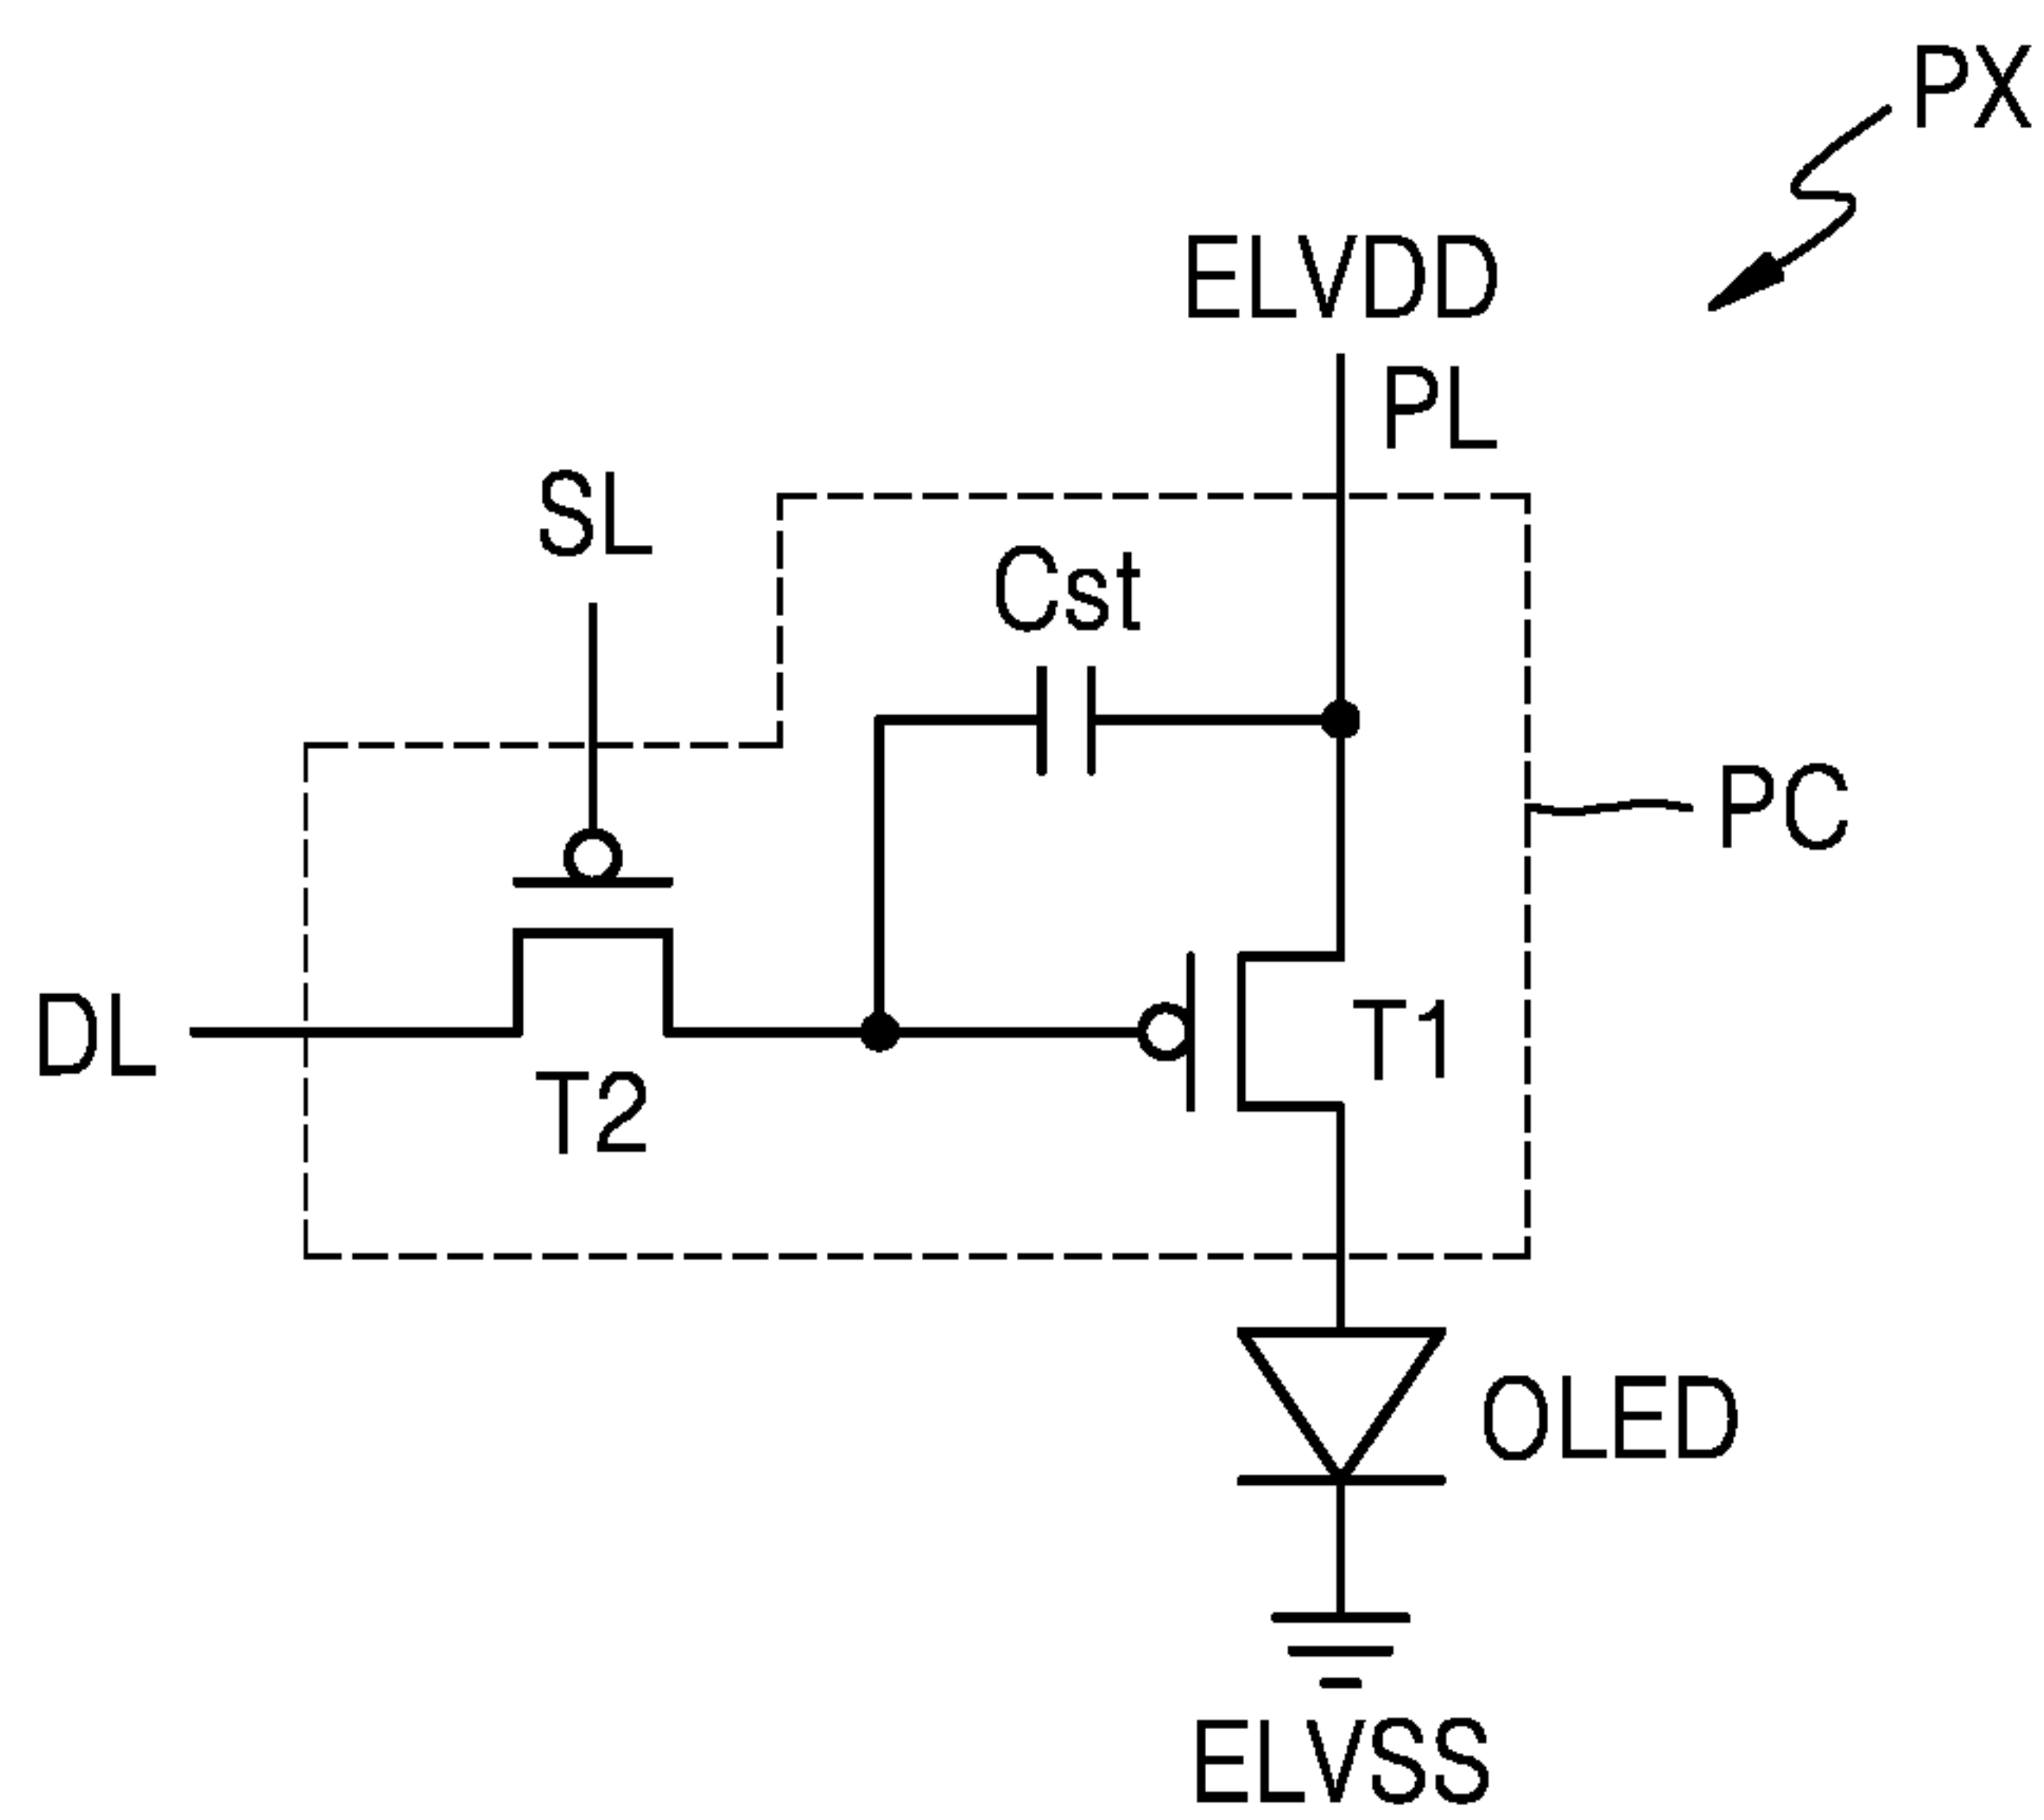 PX
ELVDD
PL
SL
Cst
PC
DL
T1
T2
OLED
ELVSS